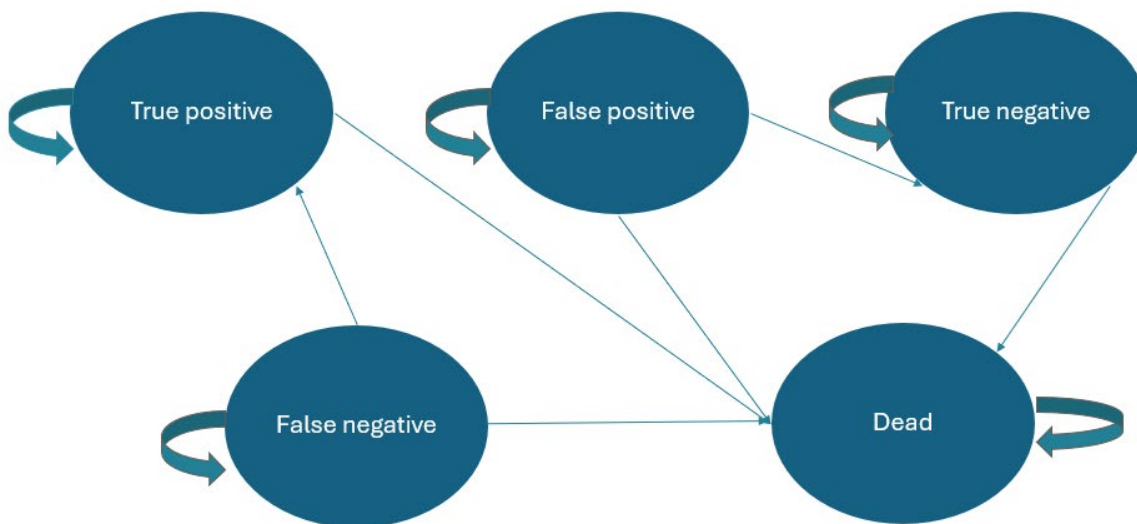 True positive
False positive
True negative
False negative
Dead